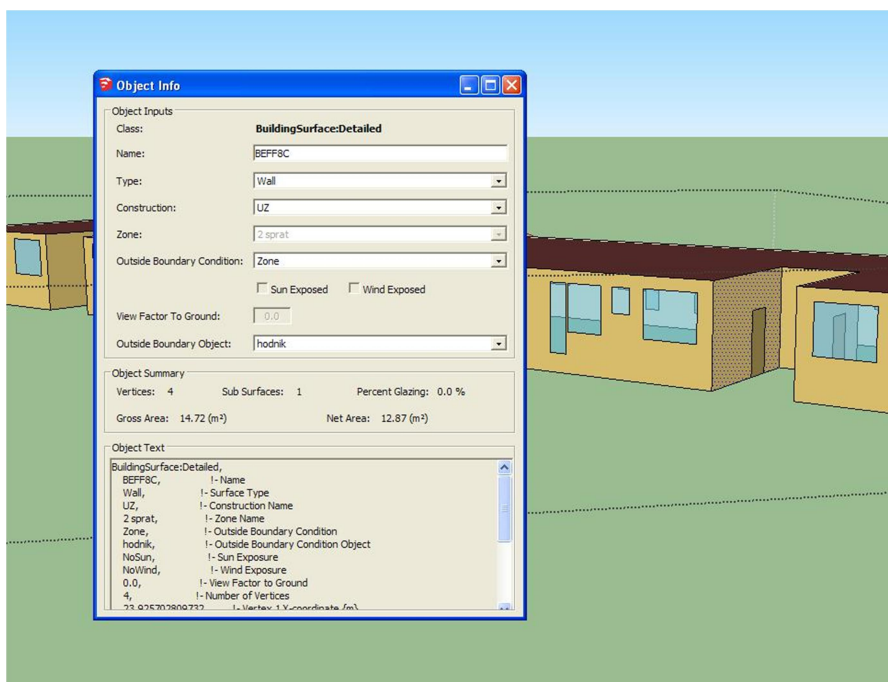 Object Info
Object Inputs
Class: BuildingSurface:Detailed
Name: BEFF8C
Type: Wall
Construction: UZ
Zone: 2 sprat
Outside Boundary Condition: Zone
Sun Exposed Wind Exposed
View Factor To Ground: 0.0
Outside Boundary Object: hodnik
Object Summary
Vertices: 4 Sub Surfaces: 1 Percent Glazing: 0.0 %
Gross Area: 14.72 (m²) Net Area: 12.87 (m²)
Object Text
BuildingSurface:Detailed,
BEFF8C, !- Name
Wall, !- Surface Type
UZ, !- Construction Name
2 sprat, !- Zone Name
Zone, !- Outside Boundary Condition
hodnik, !- Outside Boundary Condition Object
NoSun, !- Sun Exposure
NoWind, !- Wind Exposure
0.0, !- View Factor to Ground
4, !- Number of Vertices
23.925702809732, !- Vertex 1 X-coordinate {m}